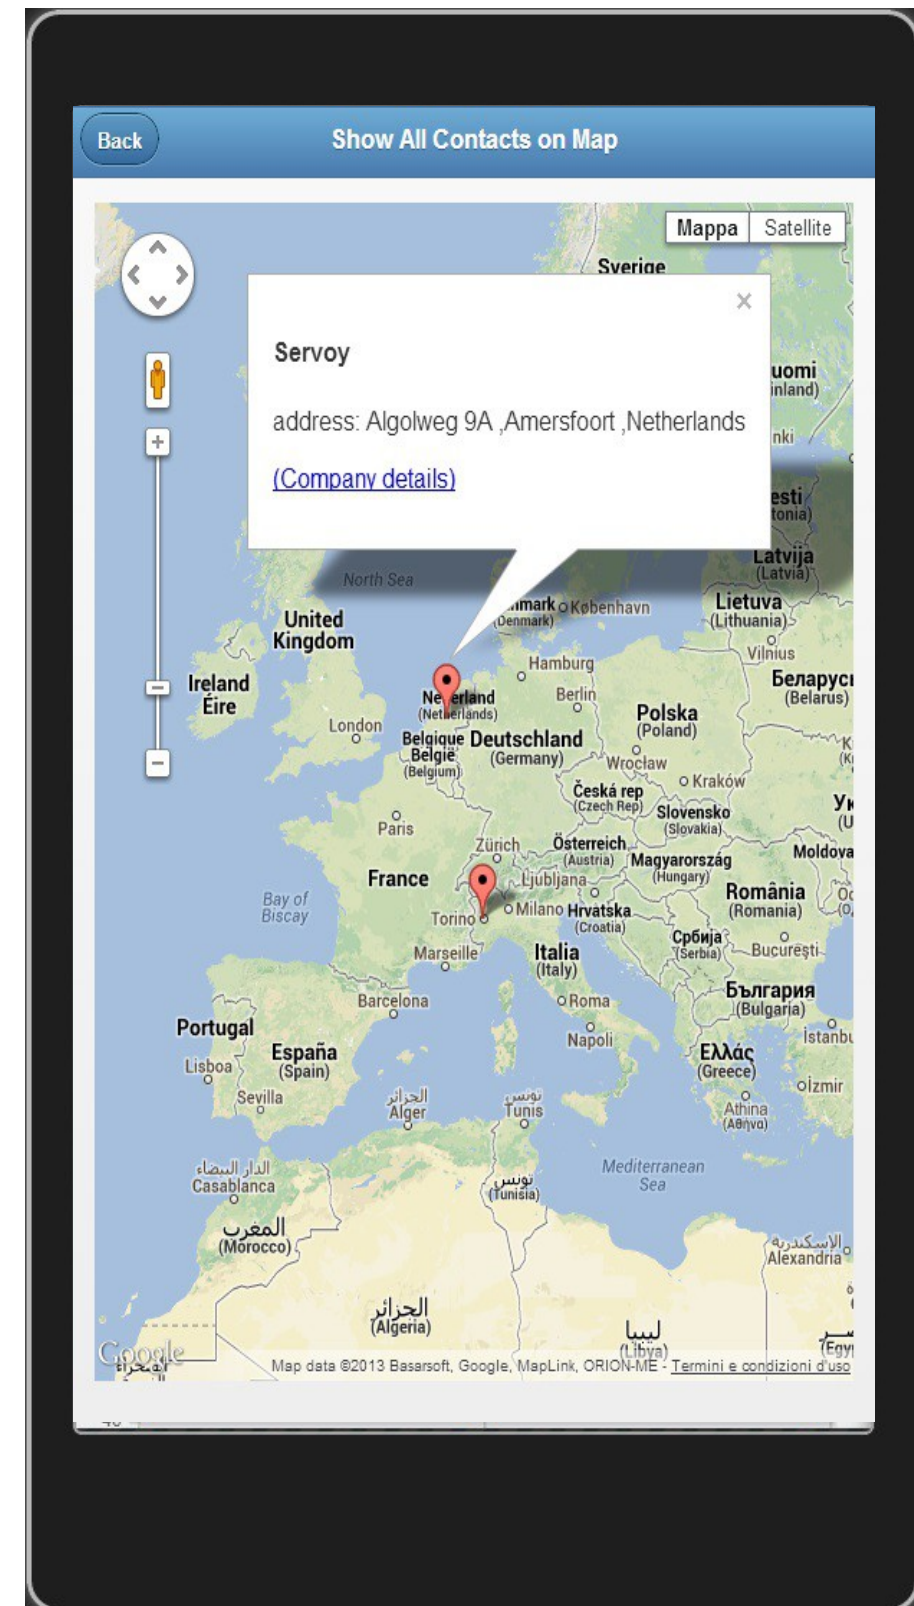 Back
Show All Contacts on Map
Mappa
Satellite
Sverige
Servoy
address: Algolweg 9A ,Amersfoort ,Netherlands
(Company details)
North Sea
København
(Denmark)
Latvija
(Latvia)
United
Kingdom
Lietuva
(Lithuania)
Vilnius
Hamburg
Ireland
Éire
Berlin
(Belarus)
(Netherlands)
London
Polska
(Poland)
Belgique
België
(Belgium)
Deutschland
(Germany)
Wrocław
Kraków
Česká rep
(Czech Rep)
Slovensko
(Slovakia)
Paris
Zürich
Österreich
(Austria)
Magyarország
(Hungary)
Moldova
France
Ljubljana
România
(Romania)
Bay of
Biscay
Torino
Milano
Hrvatska
(Croatia)
Србија
(Serbia)
București
Marseille
Italia
(Italy)
България
(Bulgaria)
Barcelona
Roma
Portugal
Napoli
España
(Spain)
Ελλάς
(Greece)
Lisboa
Sevilla
İzmir
الجزائر
Alger
تونس
Tunis
Athina
(Αθήνα)
الدار البيضاء
Casablanca
Mediterranean
Sea
تونس
(Tunisia)
المغرب
(Morocco)
الإسكندرية
Alexandria
الجزائر
(Algeria)
ليبيا
(Libya)
Google
Map data ©2013 Basarsoft, Google, MapLink, ORION-ME - Termini e condizioni d'uso